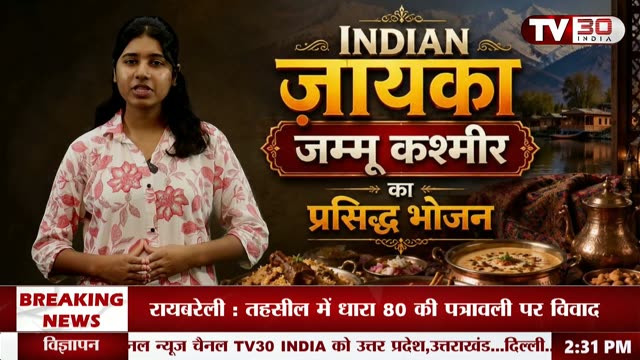 INDIAN
TV30
INDIA
ज़ायका
जम्मू कश्मीर
का
प्रसिद्ध भोजन
BREAKING
NEWS
रायबरेली : तहसील में धारा 80 की पत्रावली पर विवाद
विज्ञापन
नल न्यूज चैनल TV30 INDIA को उत्तर प्रदेश,उत्तराखंड...दिल्ली..
2:31 PM